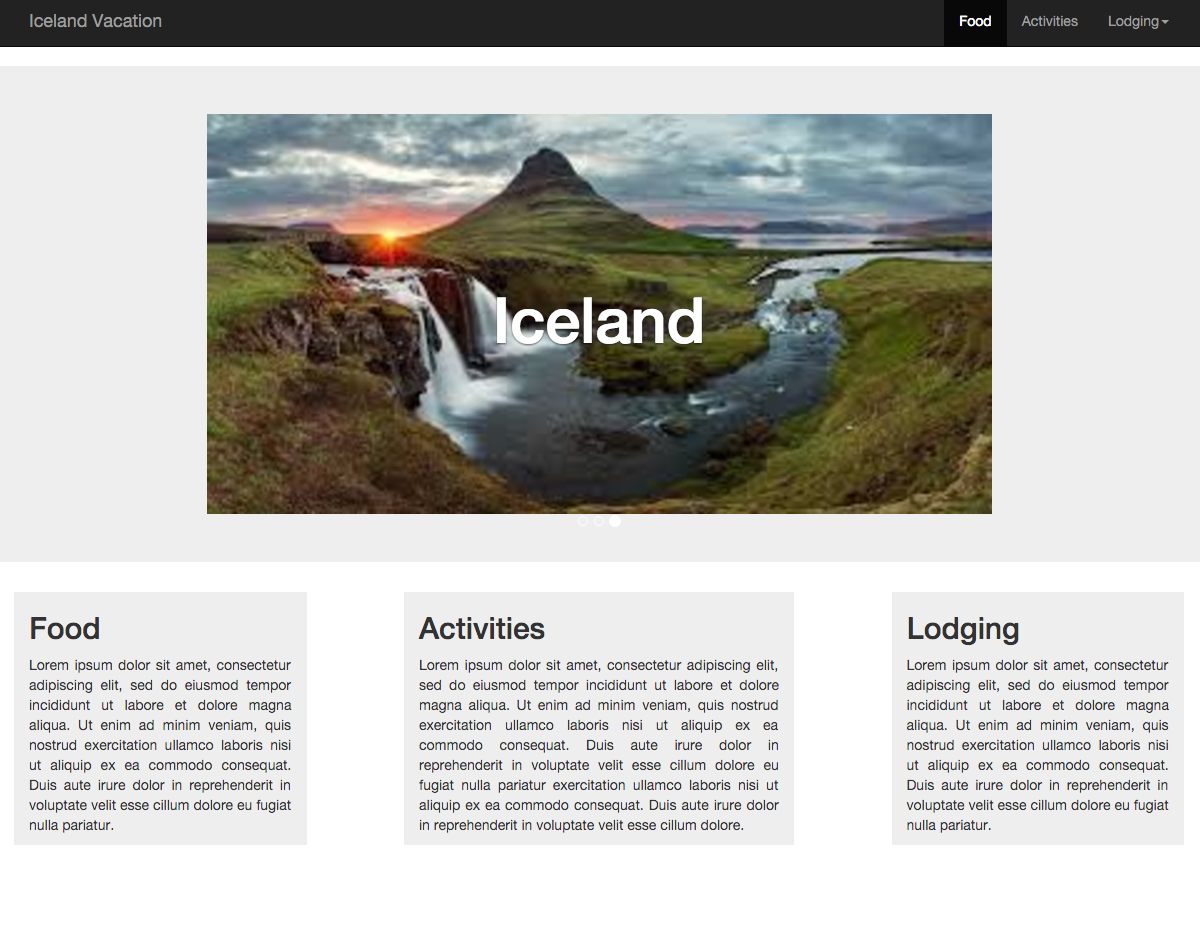 Iceland Vacation
Food Activities Lodging
Iceland
Food
Lorem ipsum dolor sit amet, consectetur
adipiscing elit, sed do eiusmod tempor
incididunt ut labore et dolore magna
aliqua. Ut enim ad minim veniam, quis
nostrud exercitation ullamco laboris nisi
ut aliquip ex ea commodo consequat.
Duis aute irure dolor in reprehenderit in
voluptate velit esse cillum dolore eu fugiat
nulla pariatur.
Activities
Lorem ipsum dolor sit amet, consectetur adipiscing elit,
sed do eiusmod tempor incididunt ut labore et dolore
magna aliqua. Ut enim ad minim veniam, quis nostrud
exercitation ullamco laboris nisi ut aliquip ex ea
commodo consequat. Duis aute irure dolor in
reprehenderit in voluptate velit esse cillum dolore eu
fugiat nulla pariatur exercitation ullamco laboris nisi ut
aliquip ex ea commodo consequat. Duis aute irure dolor
in reprehenderit in voluptate velit esse cillum dolore.
Lodging
Lorem ipsum dolor sit amet, consectetur
adipiscing elit, sed do eiusmod tempor
incididunt ut labore et dolore magna
aliqua. Ut enim ad minim veniam, quis
nostrud exercitation ullamco laboris nisi
ut aliquip ex ea commodo consequat.
Duis aute irure dolor in reprehenderit in
voluptate velit esse cillum dolore eu fugiat
nulla pariatur.